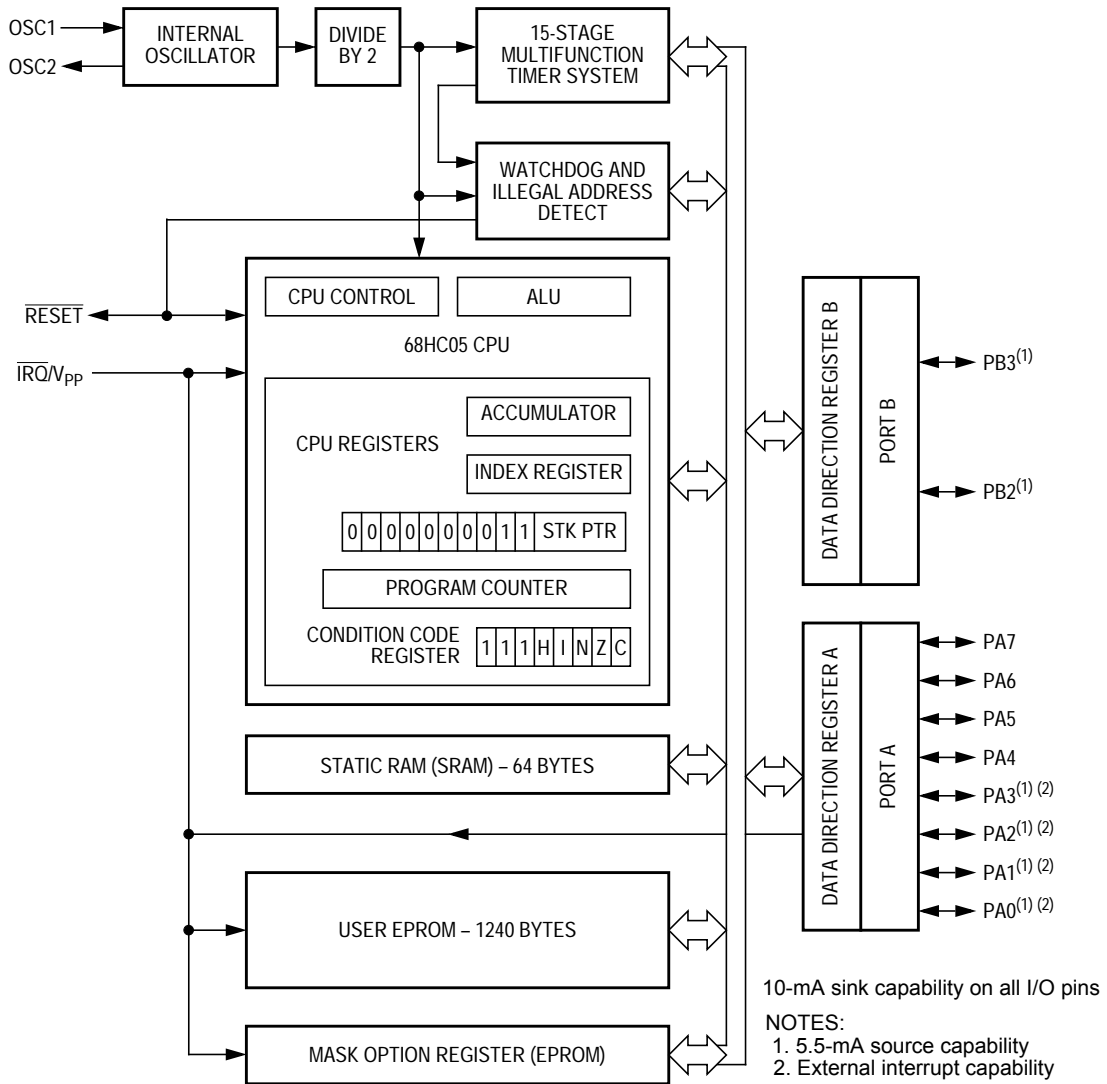 OSC1
OSC2
INTERNAL
OSCILLATOR
DIVIDE
BY 2
15-STAGE
MULTIFUNCTION
TIMER SYSTEM
WATCHDOG AND
ILLEGAL ADDRESS
DETECT
RESET
IRQ/VPP
CPU CONTROL
ALU
68HC05 CPU
CPU REGISTERS
ACCUMULATOR
INDEX REGISTER
0 0 0 0 0 0 0 0 1 1 STK PTR
PROGRAM COUNTER
CONDITION CODE
REGISTER
1 1 1 H I N Z C
STATIC RAM (SRAM) – 64 BYTES
USER EPROM – 1240 BYTES
MASK OPTION REGISTER (EPROM)
DATA DIRECTION REGISTER B
PORT B
PB3(1)
PB2(1)
DATA DIRECTION REGISTER A
PORT A
PA7
PA6
PA5
PA4
PA3(1) (2)
PA2(1) (2)
PA1(1) (2)
PA0(1) (2)
10-mA sink capability on all I/O pins
NOTES:
1. 5.5-mA source capability
2. External interrupt capability